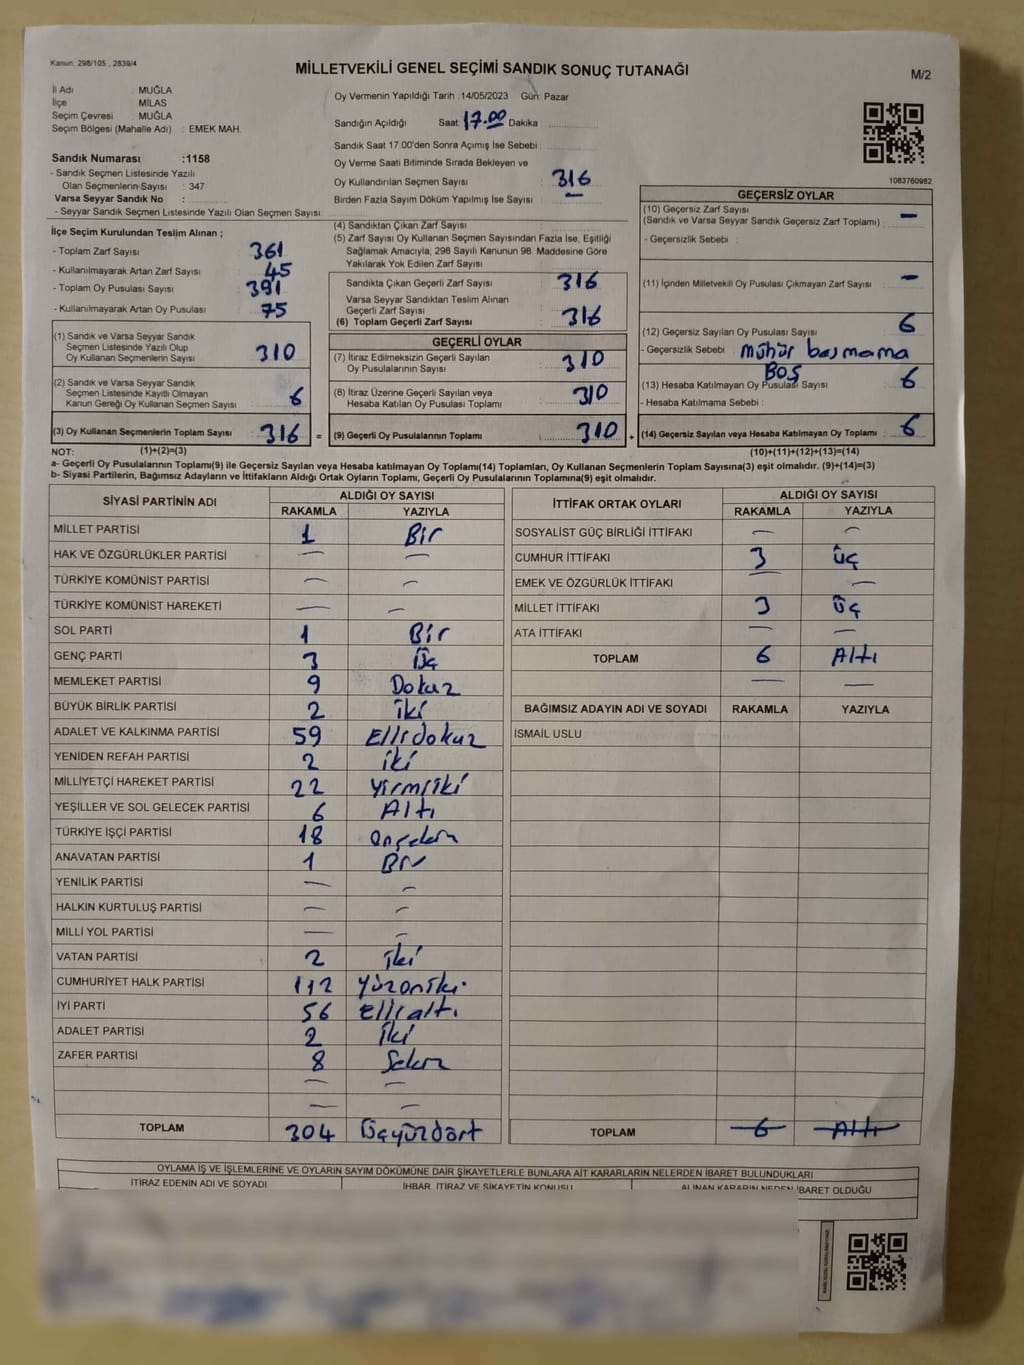 Kanun: 298/105 , 2839/4
MİLLETVEKİLİ GENEL SEÇİMİ SANDIK SONUÇ TUTANAĞI
M/2
İl Adı : MUĞLA
İlçe : MİLAS
Seçim Çevresi : MUĞLA
Seçim Bölgesi (Mahalle Adı) : EMEK MAH.
Sandık Numarası :1158
- Sandık Seçmen Listesinde Yazılı
Olan Seçmenlerin Sayısı : 347
Varsa Seyyar Sandık No :
- Seyyar Sandık Seçmen Listesinde Yazılı Olan Seçmen Sayısı :
Oy Vermenin Yapıldığı Tarih :14/05/2023 Gün: Pazar
Sandığın Açıldığı Saat: 17.00 Dakika :
Sandık Saat 17.00'den Sonra Açımış İse Sebebi :
Oy Verme Saati Bitiminde Sırada Bekleyen ve
Oy Kullandırılan Seçmen Sayısı : 316
Birden Fazla Sayım Döküm Yapılmış İse Sayısı : —
1083760982
İlçe Seçim Kurulundan Teslim Alınan ;
- Toplam Zarf Sayısı : 361
- Kullanılmayarak Artan Zarf Sayısı : 45
- Toplam Oy Pusulası Sayısı : 391
- Kullanılmayarak Artan Oy Pusulası : 75
(1) Sandık ve Varsa Seyyar Sandık
Seçmen Listesinde Yazılı Olup
Oy Kullanan Seçmenlerin Sayısı : 310
(2) Sandık ve Varsa Seyyar Sandık
Seçmen Listesinde Kayıtlı Olmayan
Kanun Gereği Oy Kullanan Seçmen Sayısı : 6
(3) Oy Kullanan Seçmenlerin Toplam Sayısı : 316 =
(1)+(2)=(3)
(4) Sandıktan Çıkan Zarf Sayısı :
(5) Zarf Sayısı Oy Kullanan Seçmen Sayısından Fazla İse, Eşitliği
Sağlamak Amacıyla, 298 Sayılı Kanunun 98. Maddesine Göre
Yakılarak Yok Edilen Zarf Sayısı :
Sandıkta Çıkan Geçerli Zarf Sayısı : 316
Varsa Seyyar Sandıktan Teslim Alınan
Geçerli Zarf Sayısı :
(6) Toplam Geçerli Zarf Sayısı : 316
GEÇERLİ OYLAR
(7) İtiraz Edilmeksizin Geçerli Sayılan
Oy Pusulalarının Sayısı : 310
(8) İtiraz Üzerine Geçerli Sayılan veya
Hesaba Katılan Oy Pusulası Toplamı : 310
(9) Geçerli Oy Pusulalarının Toplamı : 310 +
GEÇERSİZ OYLAR
(10) Geçersiz Zarf Sayısı
(Sandık ve Varsa Seyyar Sandık Geçersiz Zarf Toplamı) : —
- Geçersizlik Sebebi :
(11) İçinden Milletvekili Oy Pusulası Çıkmayan Zarf Sayısı : —
(12) Geçersiz Sayılan Oy Pusulası Sayısı : 6
- Geçersizlik Sebebi : mühür basmama
BOŞ
(13) Hesaba Katılmayan Oy Pusulası Sayısı : 6
- Hesaba Katılmama Sebebi :
(14) Geçersiz Sayılan veya Hesaba Katılmayan Oy Toplamı : 6
(10)+(11)+(12)+(13)=(14)
NOT:
a- Geçerli Oy Pusulalarının Toplamı(9) ile Geçersiz Sayılan veya Hesaba katılmayan Oy Toplamı(14) Toplamları, Oy Kullanan Seçmenlerin Toplam Sayısına(3) eşit olmalıdır. (9)+(14)=(3)
b- Siyasi Partilerin, Bağımsız Adayların ve İttifakların Aldığı Ortak Oyların Toplamı, Geçerli Oy Pusulalarının Toplamına(9) eşit olmalıdır.
SİYASİ PARTİNİN ADI ALDIĞI OY SAYISI
RAKAMLA YAZIYLA
MİLLET PARTİSİ 1 Bir
HAK VE ÖZGÜRLÜKLER PARTİSİ — —
TÜRKİYE KOMÜNİST PARTİSİ — —
TÜRKİYE KOMÜNİST HAREKETİ — —
SOL PARTİ 1 Bir
GENÇ PARTİ 3 Üç
MEMLEKET PARTİSİ 9 Dokuz
BÜYÜK BİRLİK PARTİSİ 2 iki
ADALET VE KALKINMA PARTİSİ 59 Ellidokuz
YENİDEN REFAH PARTİSİ 2 iki
MİLLİYETÇİ HAREKET PARTİSİ 22 Yirmiiki
YEŞİLLER VE SOL GELECEK PARTİSİ 6 Altı
TÜRKİYE İŞÇİ PARTİSİ 18 Onsekiz
ANAVATAN PARTİSİ 1 Bir
YENİLİK PARTİSİ — —
HALKIN KURTULUŞ PARTİSİ — —
MİLLİ YOL PARTİSİ — —
VATAN PARTİSİ 2 iki
CUMHURİYET HALK PARTİSİ 112 Yüzoniki
İYİ PARTİ 56 Ellialtı
ADALET PARTİSİ 2 iki
ZAFER PARTİSİ 8 Sekiz
— —
— —
TOPLAM 304 Üçyüzdört
İTTİFAK ORTAK OYLARI ALDIĞI OY SAYISI
RAKAMLA YAZIYLA
SOSYALİST GÜÇ BİRLİĞİ İTTİFAKI — —
CUMHUR İTTİFAKI 3 üç
EMEK VE ÖZGÜRLÜK İTTİFAKI — —
MİLLET İTTİFAKI 3 Üç
ATA İTTİFAKI — —
TOPLAM 6 Altı
— —
BAĞIMSIZ ADAYIN ADI VE SOYADI RAKAMLA YAZIYLA
İSMAİL USLU
TOPLAM 6 Altı
OYLAMA İŞ VE İŞLEMLERİNE VE OYLARIN SAYIM DÖKÜMÜNE DAİR ŞİKAYETLERLE BUNLARA AİT KARARLARIN NELERDEN İBARET BULUNDUKLARI
İTİRAZ EDENİN ADI VE SOYADI İHBAR, İTİRAZ VE ŞİKAYETİN KONUSU ALINAN KARARIN NEDEN İBARET OLDUĞU